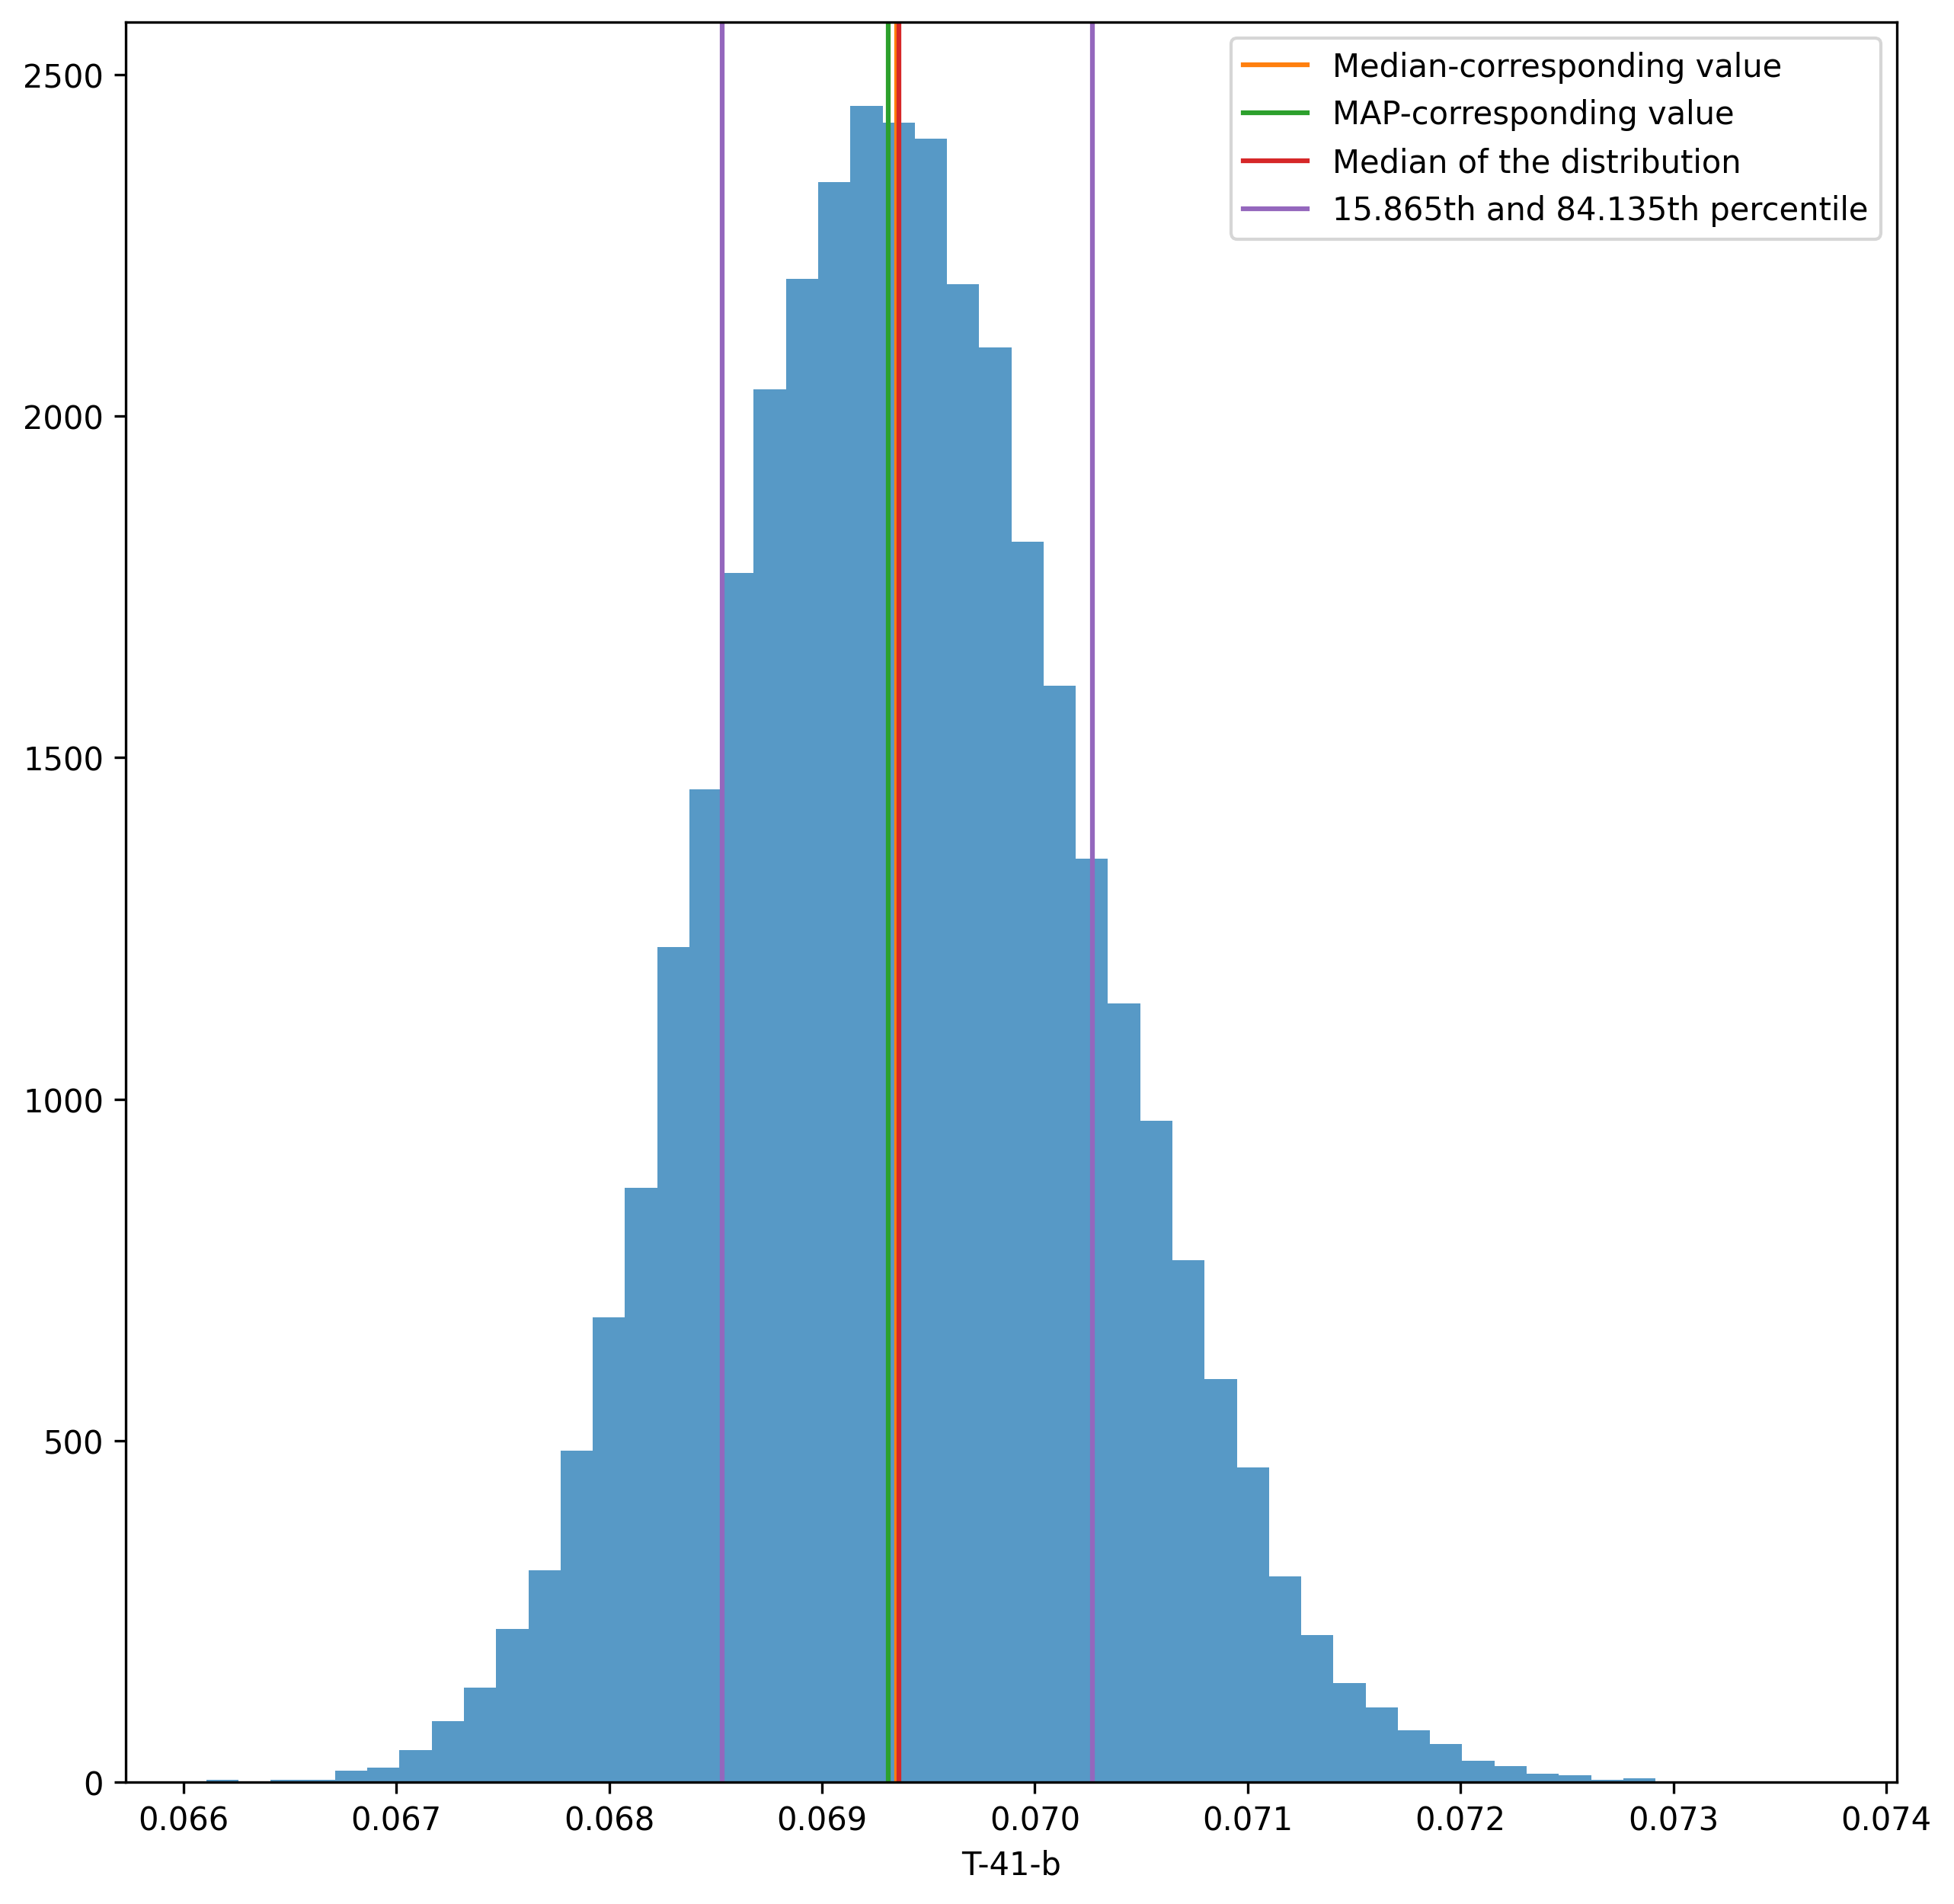 2500
2000
1500
1000
500
0
Median-corresponding value
MAP-corresponding value
Median of the distribution
15.865th and 84.135th percentile
0.066 0.067 0.068 0.069 0.070 0.071 0.072 0.073 0.074
T-41-b